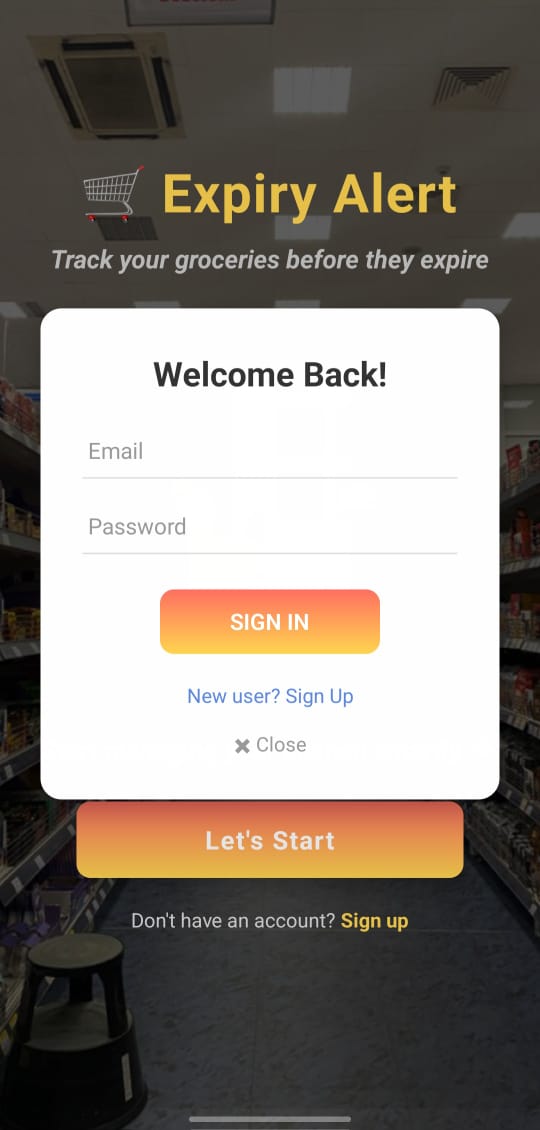 Expiry Alert
Track your groceries before they expire
Welcome Back!
Email
Password
SIGN IN
New user? Sign Up
✖ Close
Let's Start
Don't have an account? Sign up